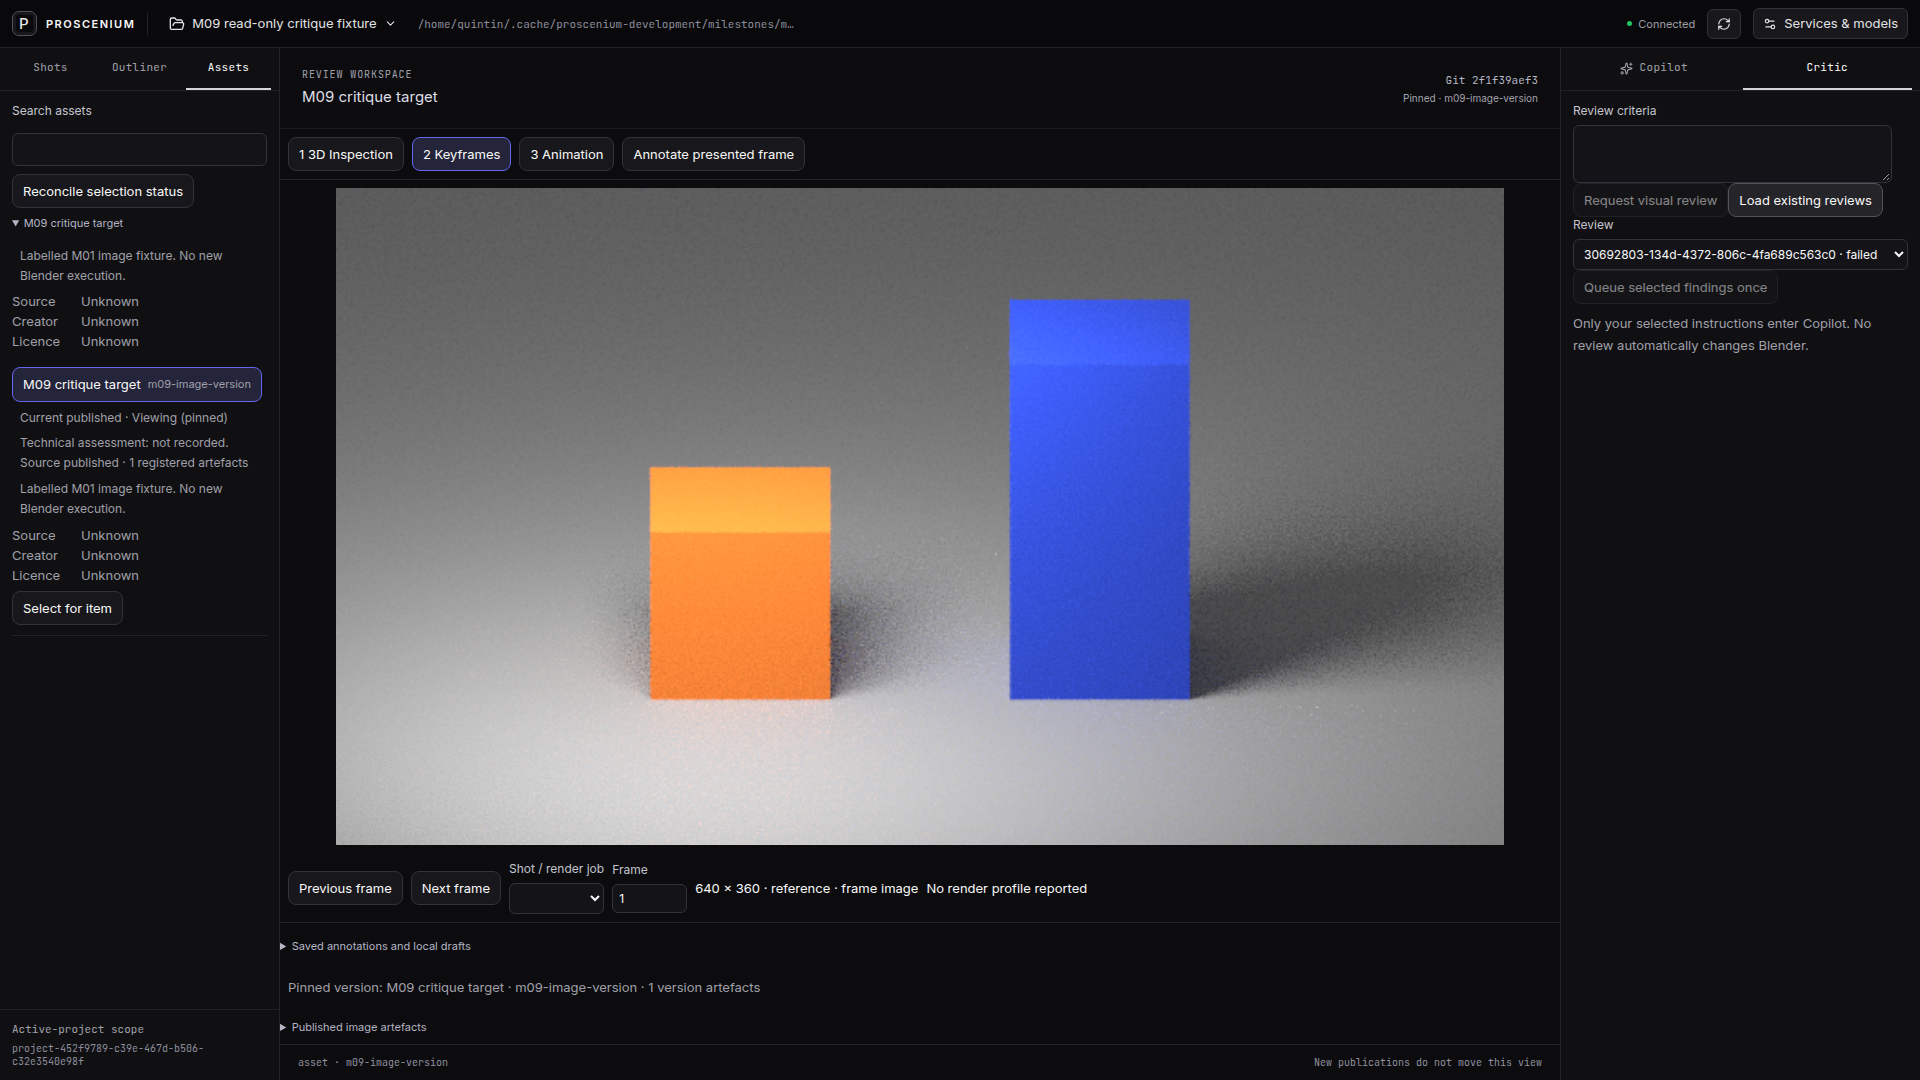 P PROSCENIUM
M09 read-only critique fixture
/home/quintin/.cache/proscenium-development/milestones/m…
Connected
Services & models
Shots Outliner Assets
Search assets
Reconcile selection status
M09 critique target
Labelled M01 image fixture. No new
Blender execution.
Source Unknown
Creator Unknown
Licence Unknown
M09 critique target m09-image-version
Current published · Viewing (pinned)
Technical assessment: not recorded.
Source published · 1 registered artefacts
Labelled M01 image fixture. No new
Blender execution.
Source Unknown
Creator Unknown
Licence Unknown
Select for item
Active-project scope
project-452f9789-c39e-467d-b506-
c32e3540e98f
REVIEW WORKSPACE
M09 critique target
Git 2f1f39aef3
Pinned · m09-image-version
1 3D Inspection
2 Keyframes
3 Animation
Annotate presented frame
Previous frame
Next frame
Shot / render job
Frame
1
640 × 360 · reference · frame image No render profile reported
Saved annotations and local drafts
Pinned version: M09 critique target · m09-image-version · 1 version artefacts
Published image artefacts
asset · m09-image-version
New publications do not move this view
Copilot Critic
Review criteria
Request visual review
Load existing reviews
Review
30692803-134d-4372-806c-4fa689c563c0 · failed
Queue selected findings once
Only your selected instructions enter Copilot. No
review automatically changes Blender.